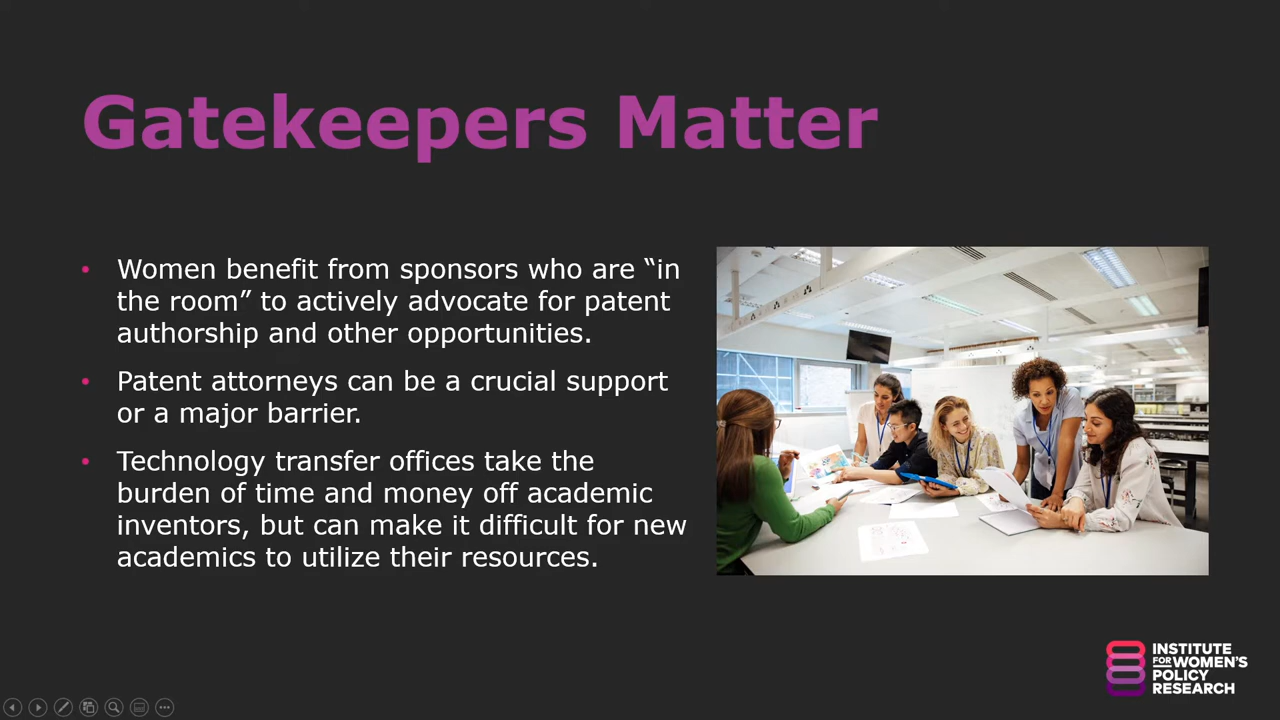 Gatekeepers Matter
• Women benefit from sponsors who are “in
the room” to actively advocate for patent
authorship and other opportunities.
• Patent attorneys can be a crucial support
or a major barrier.
• Technology transfer offices take the
burden of time and money off academic
inventors, but can make it difficult for new
academics to utilize their resources.
INSTITUTE
FOR WOMEN’S
POLICY
RESEARCH